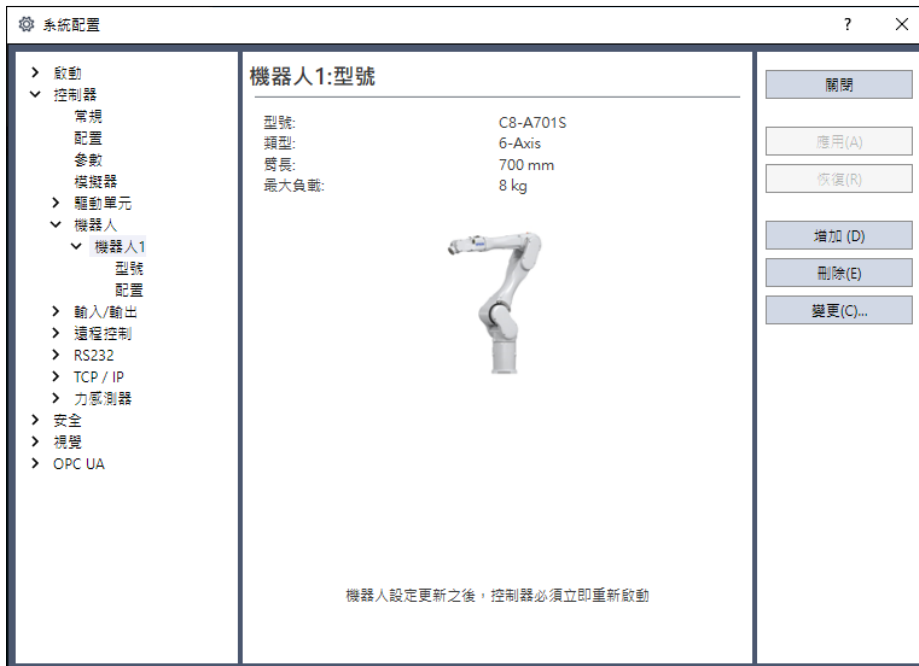 系統配置
?
啟動
控制器
常規
配置
參數
模擬器
驅動單元
機器人
機器人1
型號
配置
輸入/輸出
遠程控制
RS232
TCP / IP
力感測器
安全
視覺
OPC UA
機器人1:型號
型號: C8-A701S
類型: 6-Axis
臂長: 700 mm
最大負載: 8 kg
機器人設定更新之後，控制器必須立即重新啟動
關閉
應用(A)
恢復(R)
增加 (D)
刪除(E)
變更(C)...